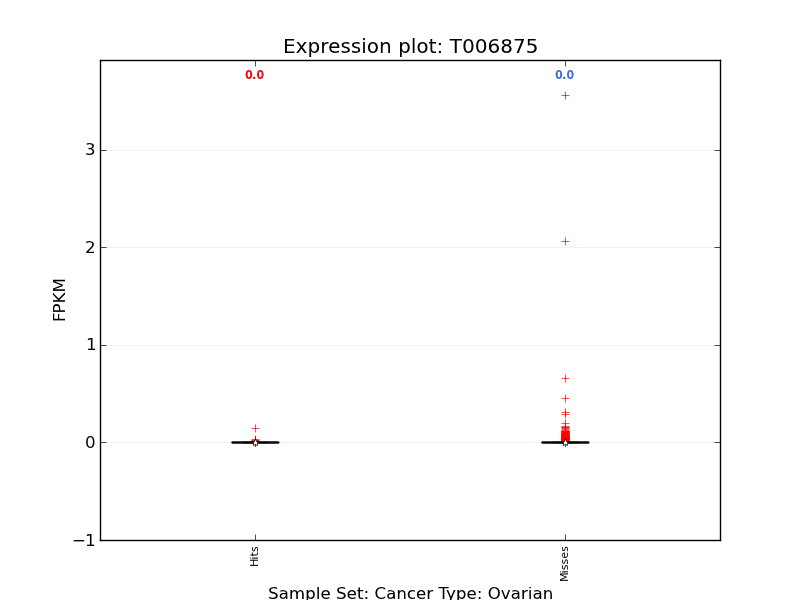 Expression plot: T006875
0.0 0.0
3
2
1
0
−1
FPKM
Hits
Misses
Sample Set: Cancer Type: Ovarian